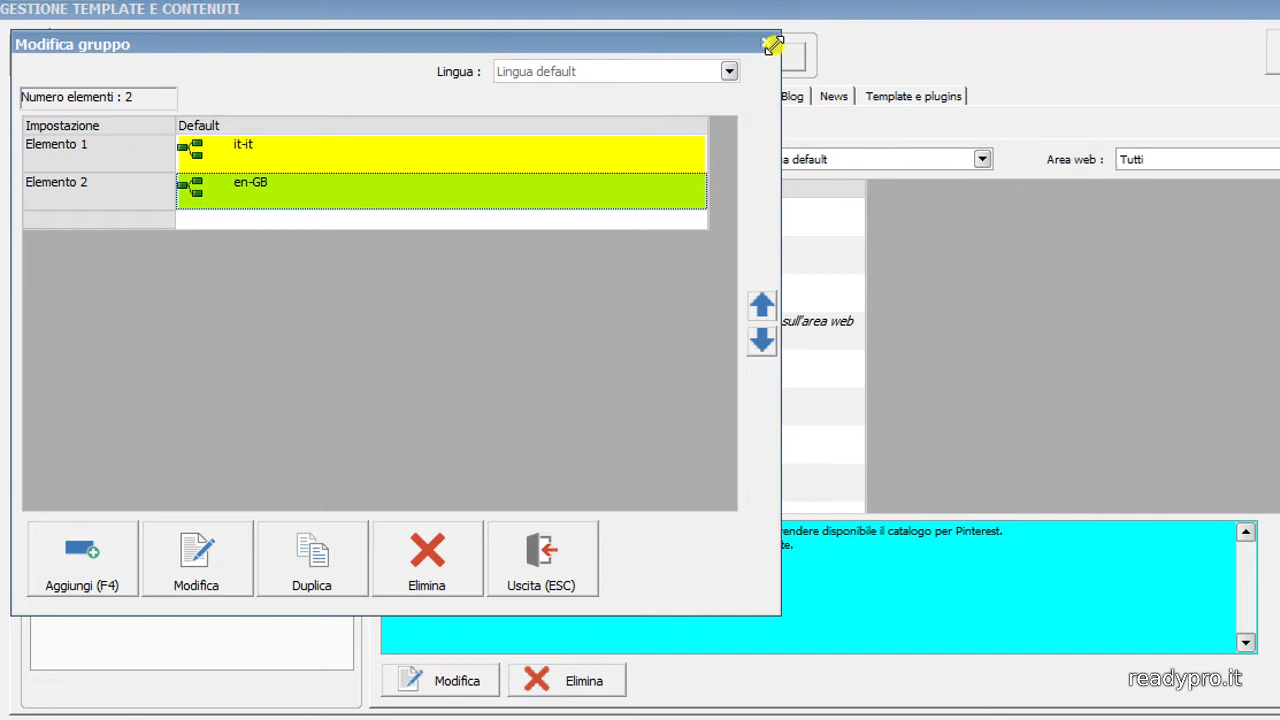 GESTIONE TEMPLATE E CONTENUTI
Modifica gruppo
Lingua : Lingua default
Numero elementi : 2
Blog News Template e plugins
Impostazione Default
Elemento 1 it-it
default Area web : Tutti
Elemento 2 en-GB
sull'area web
endere disponibile il catalogo per Pinterest.
te.
Aggiungi (F4) Modifica Duplica Elimina Uscita (ESC)
Modifica Elimina
readypro.it